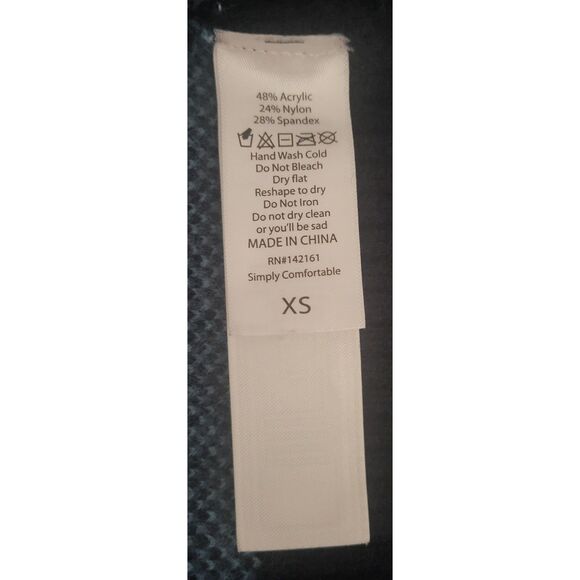 48% Acrylic
24% Nylon
28% Spandex
Hand Wash Cold
Do Not Bleach
Dry flat
Reshape to dry
Do Not Iron
Do not dry clean
or you'll be sad
MADE IN CHINA
RN#142161
Simply Comfortable
XS